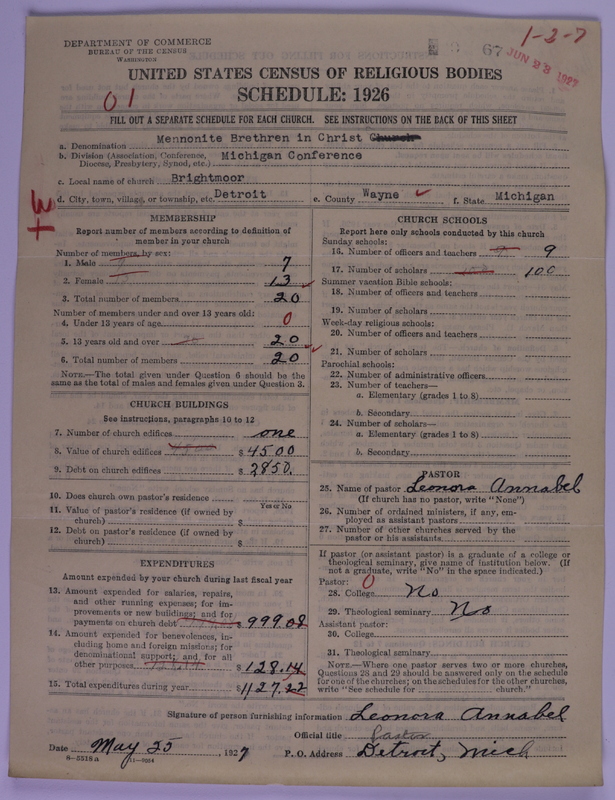 1-2-7
DEPARTMENT OF COMMERCE
BUREAU OF THE CENSUS
WASHINGTON
67
JUN 23 1927
UNITED STATES CENSUS OF RELIGIOUS BODIES
01
SCHEDULE: 1926
FILL OUT A SEPARATE SCHEDULE FOR EACH CHURCH. SEE INSTRUCTIONS ON THE BACK OF THIS SHEET
a. Denomination Mennonite Brethren in Christ Church
b. Division (Association, Conference, Diocese, Presbytery, Synod, etc.) Michigan Conference
c. Local name of church Brightmoor
d. City, town, village, or township, etc. Detroit e. County Wayne f. State Michigan
MEMBERSHIP
Report number of members according to definition of
member in your church
Number of members, by sex:
1. Male 7
2. Female 13
3. Total number of members 20
Number of members under and over 13 years old:
4. Under 13 years of age 0
5. 13 years old and over 20
6. Total number of members 20
NOTE.—The total given under Question 6 should be the
same as the total of males and females given under Question 3.
CHURCH BUILDINGS
See instructions, paragraphs 10 to 12
7. Number of church edifices one
8. Value of church edifices $4500
9. Debt on church edifices $2850.
10. Does church own pastor's residence
Yes or No
11. Value of pastor's residence (if owned by
church) $
12. Debt on pastor's residence (if owned by
church) $
EXPENDITURES
Amount expended by your church during last fiscal year
13. Amount expended for salaries, repairs,
and other running expenses; for im-
provements or new buildings; and for
payments on church debt $999.08
14. Amount expended for benevolences, in-
cluding home and foreign missions; for
denominational support; and for all
other purposes $128.14
15. Total expenditures during year $1127.22
CHURCH SCHOOLS
Report here only schools conducted by this church
Sunday schools:
16. Number of officers and teachers 9
17. Number of scholars 100
Summer vacation Bible schools:
18. Number of officers and teachers
19. Number of scholars
Week-day religious schools:
20. Number of officers and teachers
21. Number of scholars
Parochial schools:
22. Number of administrative officers
23. Number of teachers—
a. Elementary (grades 1 to 8)
b. Secondary
24. Number of scholars—
a. Elementary (grades 1 to 8)
b. Secondary
PASTOR
25. Name of pastor Leonora Annabel
(If church has no pastor, write "None")
26. Number of ordained ministers, if any, em-
ployed as assistant pastors
27. Number of other churches served by the
pastor or his assistants
If pastor (or assistant pastor) is a graduate of a college or
theological seminary, give name of institution below. (If
not a graduate, write "No" in the space indicated.)
Pastor: 0
28. College No
29. Theological seminary No
Assistant pastor:
30. College
31. Theological seminary
NOTE.—Where one pastor serves two or more churches,
Questions 28 and 29 should be answered only on the schedule
for one of the churches; on the schedules for the other churches,
write "See schedule for church."
Signature of person furnishing information Leonora Annabel
Official title Pastor
Date May 25, 1927 P. O. Address Detroit, Mich
8-5318 a 11-9914